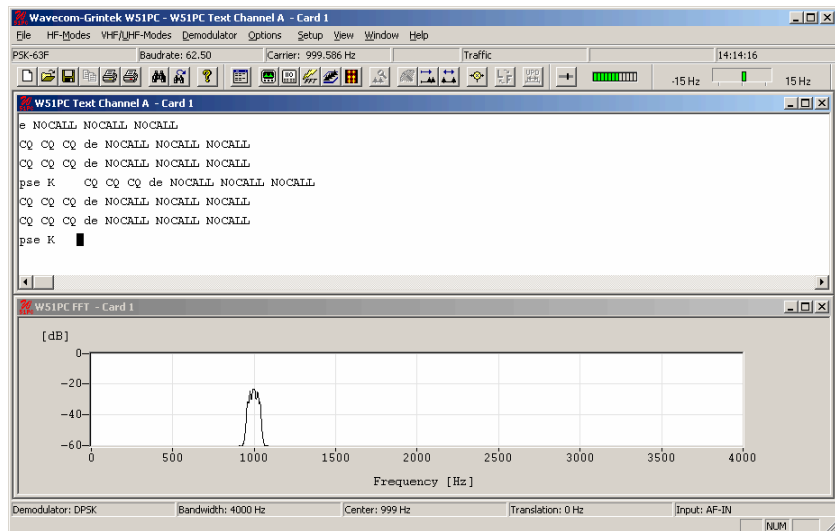 Wavecom-Grintek W51PC - W51PC Text Channel A - Card 1
File HF-Modes VHF/UHF-Modes Demodulator Options Setup View Window Help
PSK-63F Baudrate: 62.50 Carrier: 999.586 Hz Traffic 14:14:16
-15 Hz 15 Hz
W51PC Text Channel A - Card 1
e NOCALL NOCALL NOCALL
CQ CQ CQ de NOCALL NOCALL NOCALL
CQ CQ CQ de NOCALL NOCALL NOCALL
pse K CQ CQ CQ de NOCALL NOCALL NOCALL
CQ CQ CQ de NOCALL NOCALL NOCALL
CQ CQ CQ de NOCALL NOCALL NOCALL
pse K
W51PC FFT - Card 1
[dB]
0
-20
-40
-60
0 500 1000 1500 2000 2500 3000 3500 4000
Frequency [Hz]
Demodulator: DPSK Bandwidth: 4000 Hz Center: 999 Hz Translation: 0 Hz Input: AF-IN
NUM